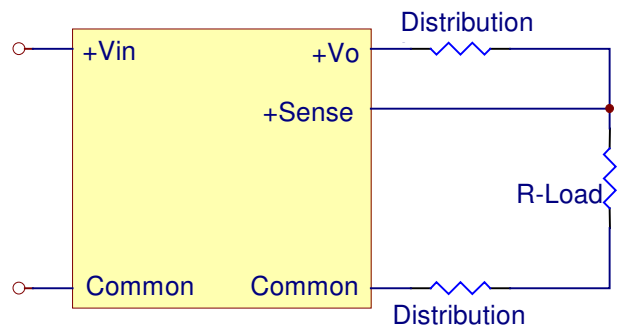 Distribution
+Vin
+Vo
+Sense
R-Load
Common
Common
Distribution